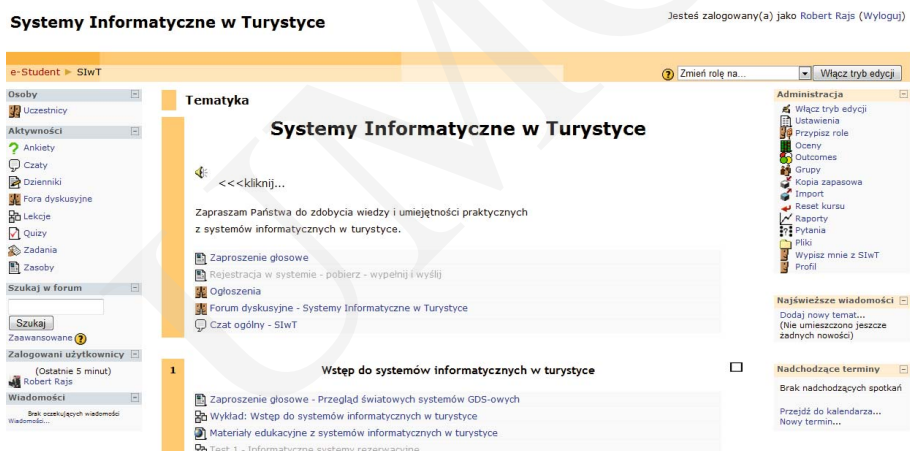 Systemy Informatyczne w Turystyce
Jesteś zalogowany(a) jako Robert Rajs (Wyloguj)
e-Student ► SIwT
Zmień rolę na...
Włącz tryb edycji
Osoby
Uczestnicy
Aktywności
Ankiety
Czaty
Dzienniki
Fora dyskusyjne
Lekcje
Quizy
Zadania
Zasoby
Szukaj w forum
Szukaj
Zaawansowane
Zalogowani użytkownicy
(Ostatnie 5 minut)
Robert Rajs
Wiadomości
Brak oczekujących wiadomości
Wiadomości...
Tematyka
Systemy Informatyczne w Turystyce
<<<kliknij...
Zapraszam Państwa do zdobycia wiedzy i umiejętności praktycznych
z systemów informatycznych w turystyce.
Zaproszenie głosowe
Rejestracja w systemie - pobierz - wypełnij i wyślij
Ogłoszenia
Forum dyskusyjne - Systemy Informatyczne w Turystyce
Czat ogólny - SIwT
1
Wstęp do systemów informatycznych w turystyce
Zaproszenie głosowe - Przegląd światowych systemów GDS-owych
Wykład: Wstęp do systemów informatycznych w turystyce
Materiały edukacyjne z systemów informatycznych w turystyce
Test 1 - Informatyczne systemy rezerwacyjne
Administracja
Włącz tryb edycji
Ustawienia
Przypisz role
Oceny
Outcomes
Grupy
Kopia zapasowa
Import
Reset kursu
Raporty
Pytania
Pliki
Wypisz mnie z SIwT
Profil
Najświeższe wiadomości
Dodaj nowy temat...
(Nie umieszczono jeszcze
żadnych nowości)
Nadchodzące terminy
Brak nadchodzących spotkań
Przejdź do kalendarza...
Nowy termin...